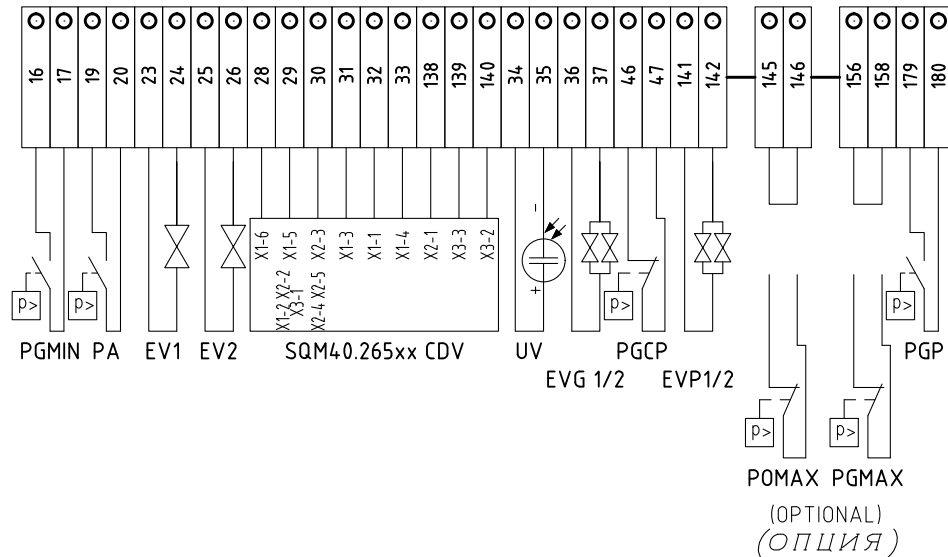 16 17 19 20 23 24 25 26 28 29 30 31 32 33 138 139 140 34 35 36 37 46 47 141 142 145 146 156 158 179 180
X1-6 X1-5 X2-3 X1-3 X1-1 X1-4 X2-1 X3-3 X3-2
X1-2 X2-2 X2-4 X2-5
X3-1
-
+
p> p> p> p>
PGMIN PA EV1 EV2 SQM40.265xx CDV UV PGCP PGP
EVG 1/2 EVP1/2
p> p>
POMAX PGMAX
(OPTIONAL)
(ОПЦИЯ)